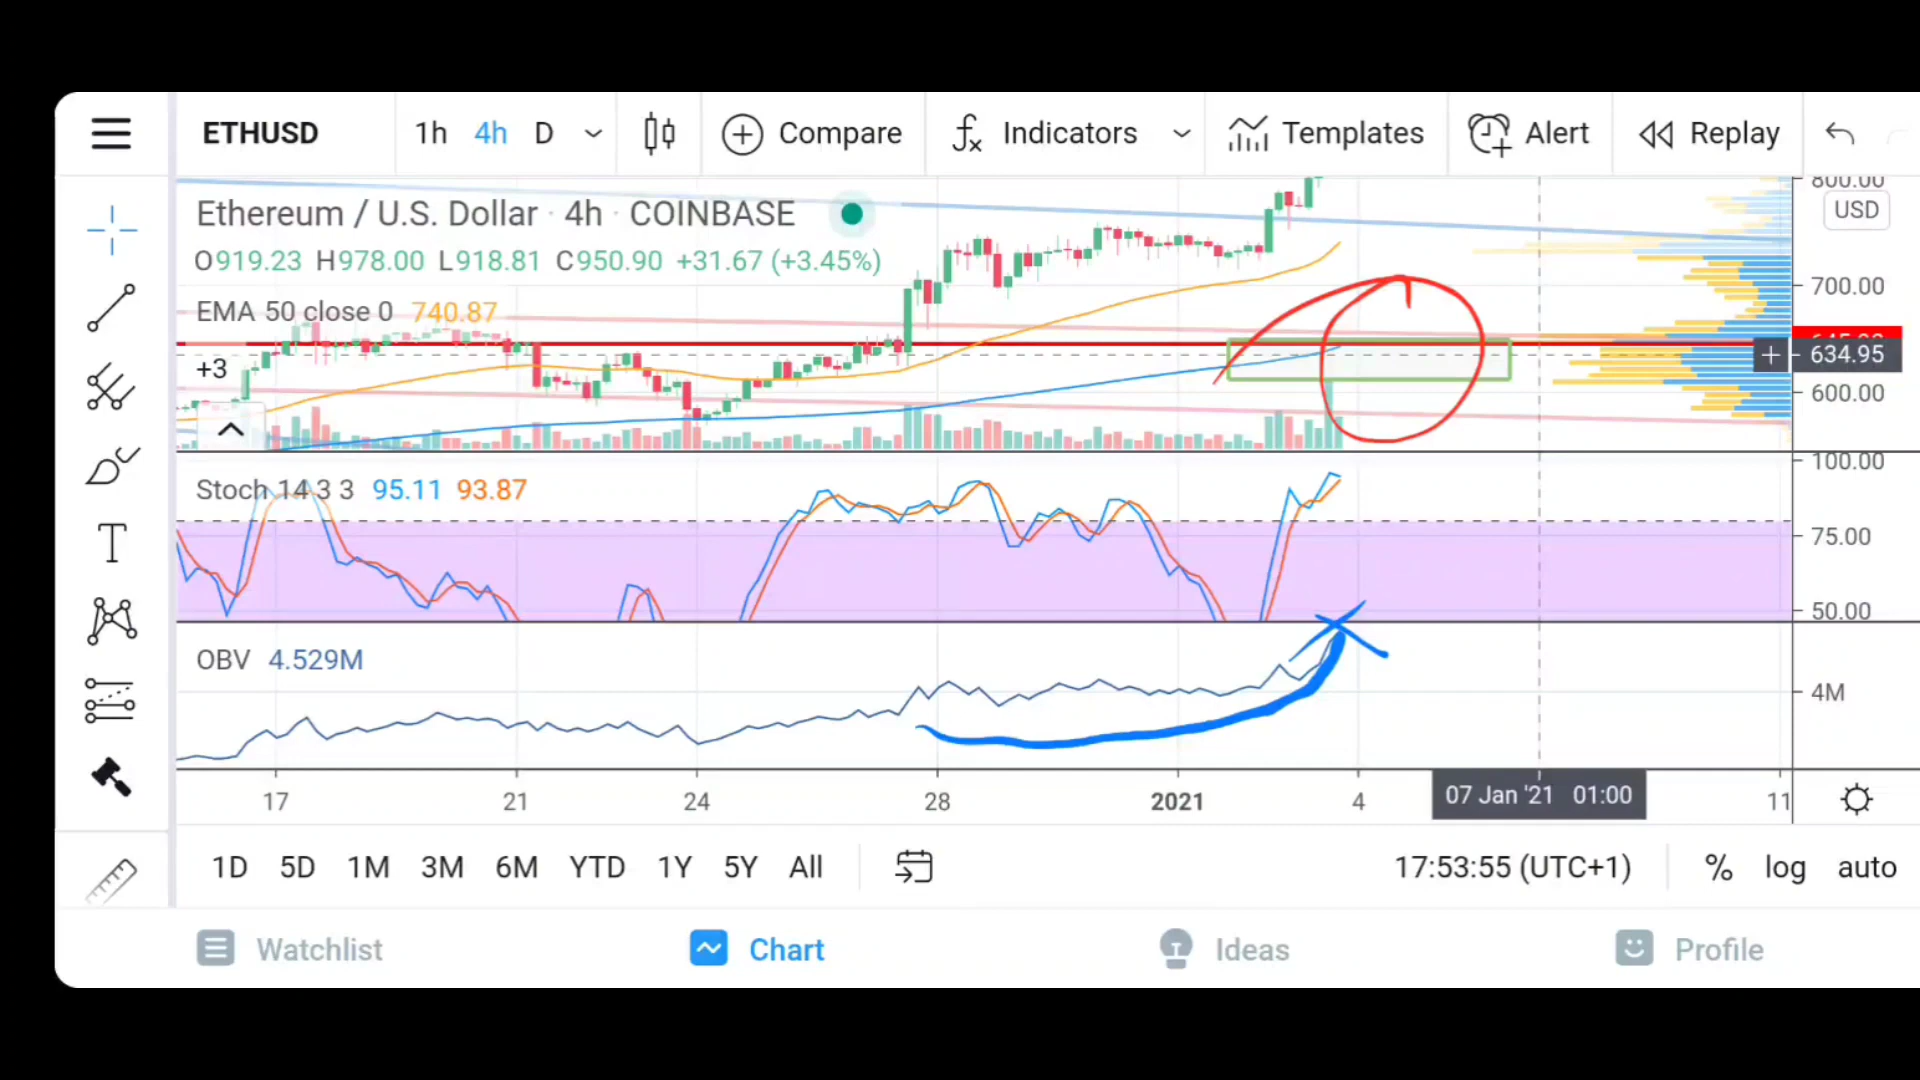 ETHUSD 1h 4h D Compare Indicators Templates Alert Replay
Ethereum / U.S. Dollar · 4h · COINBASE
O919.23 H978.00 L918.81 C950.90 +31.67 (+3.45%)
EMA 50 close 0 740.87
+3
800.00
USD
700.00
634.95
600.00
Stoch 14 3 3 95.11 93.87
100.00
75.00
50.00
OBV 4.529M
4M
17 21 24 28 2021 4 07 Jan '21 01:00 11
1D 5D 1M 3M 6M YTD 1Y 5Y All 17:53:55 (UTC+1) % log auto
Watchlist Chart Ideas Profile